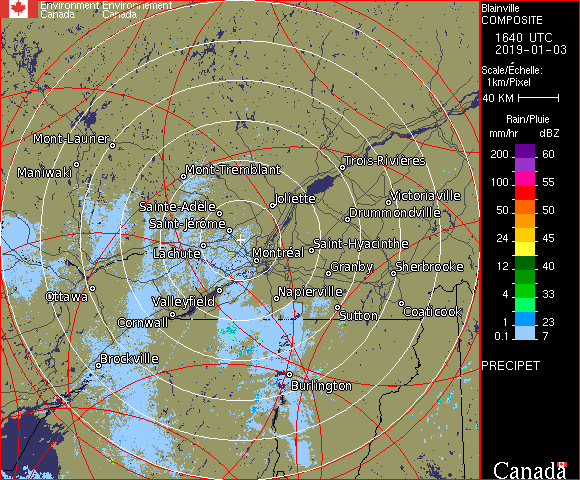 Environment Environnement
Canada Canada
Blainville
COMPOSITE
1640 UTC
2019-01-03
Scale/Échelle:
1km/Pixel
40 KM
Rain/Pluie
mm/hr dBZ
200 60
100 55
50 50
24 45
12 40
4 33
1 23
0.1 7
PRECIPET
Canada
Mont-Laurier
Maniwaki
Mont-Tremblant
Trois-Rivières
Joliette
Victoriaville
Sainte-Adèle
Drummondville
Saint-Jérôme
Saint-Hyacinthe
Lachute
Montréal
Granby
Sherbrooke
Ottawa
Valleyfield
Napierville
Cornwall
Sutton
Coaticook
Brockville
Burlington